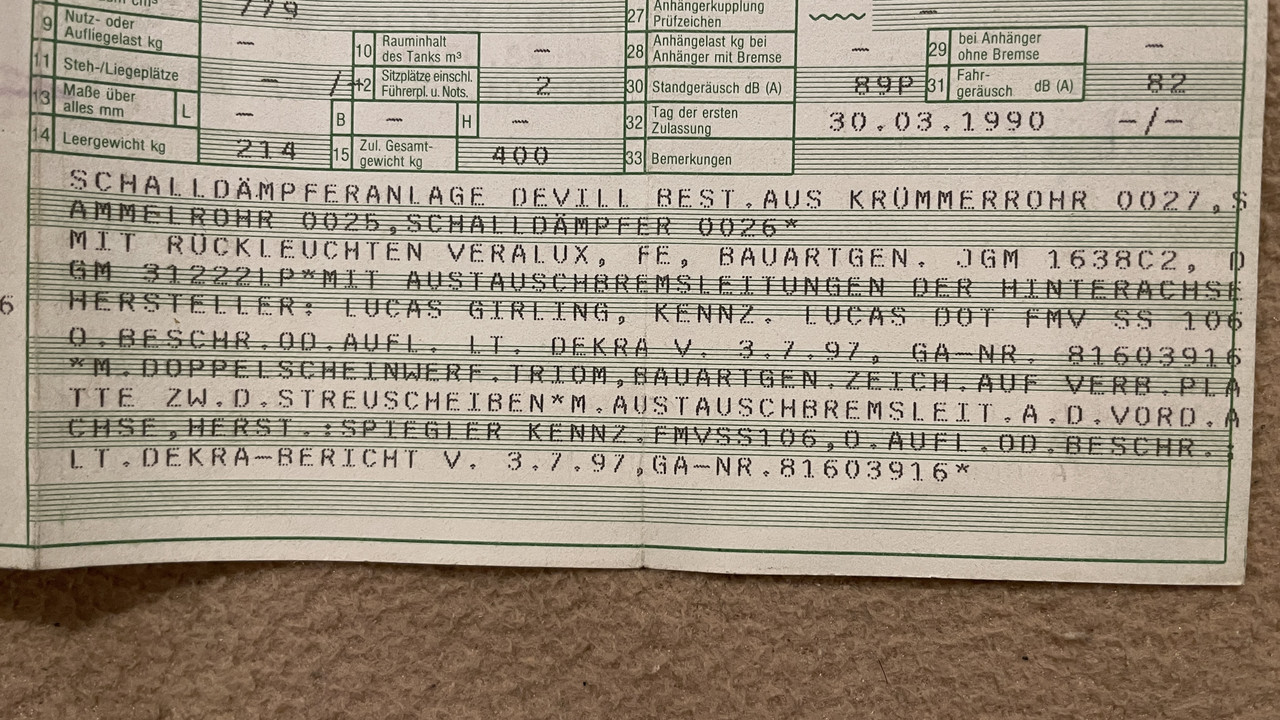 779
27 Anhängerkupplung Prüfzeichen —
9 Nutz- oder Aufliegelast kg — 10 Rauminhalt des Tanks m³ — 28 Anhängelast kg bei Anhänger mit Bremse — 29 bei Anhänger ohne Bremse —
11 Steh-/Liegeplätze — / 12 Sitzplätze einschl. Führerpl. u. Nots. 2 30 Standgeräusch dB (A) 89P 31 Fahrgeräusch dB (A) 82
13 Maße über alles mm L — B — H — 32 Tag der ersten Zulassung 30.03.1990 —/—
14 Leergewicht kg 214 15 Zul. Gesamtgewicht kg 400 33 Bemerkungen
SCHALLDÄMPFERANLAGE DEVILL BEST.AUS KRÜMMERROHR 0027,S
AMMELROHR 0025,SCHALLDÄMPFER 0026*
MIT RÜCKLEUCHTEN VERALUX, FE, BAUARTGEN. JGM 1638C2, D
GM 31222LP*MIT AUSTAUSCHBREMSLEITUNGEN DER HINTERACHSE
6 HERSTELLER: LUCAS GIRLING, KENNZ. LUCAS DOT FMV SS 106
O.BESCHR.OD.AUFL. LT. DEKRA V. 3.7.97, GA-NR. 81603916
*M.DOPPELSCHEINWERF.TRIOM,BAUARTGEN.ZEICH.AUF VERB.PLA
TTE ZW.D.STREUSCHEIBEN*M.AUSTAUSCHBREMSLEIT.A.D.VORD.A
CHSE,HERST.:SPIEGLER KENNZ.FMVSS106,O.AUFL.OD.BESCHR.
LT.DEKRA-BERICHT V. 3.7.97,GA-NR.81603916*